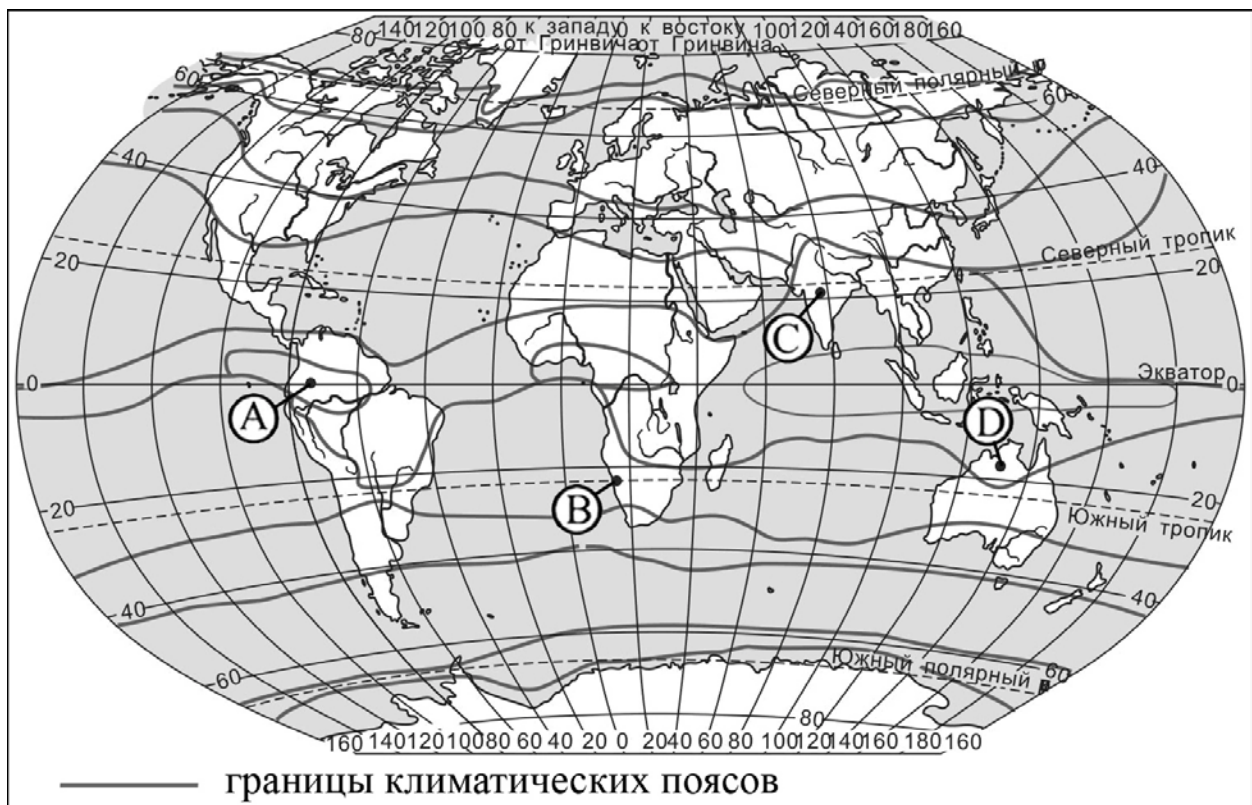 140 120 100 80 к западу 0 к востоку 100 120 140 160 180 160
80 от Гринвича от Гринвича
60 Северный полярный 60
40 40
Северный тропик
20 20
C
Экватор
0 0 0
A D
B
20 20
Южный тропик
40 40
60 Южный полярный 60
80
160 140 120 100 80 60 40 20 0 20 40 60 80 100 120 140 160 180 160
границы климатических поясов